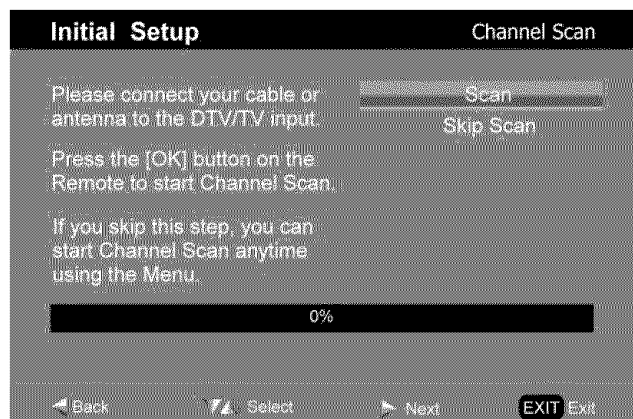 Initial Setup
Channel Scan
Please connect your cable or
antenna to the DTV/TV input.
Press the [OK] button on the
Remote to start Channel Scan.
If you skip this step, you can
start Channel Scan anytime
using the Menu.
Scan
Skip Scan
0%
Back
Select
Next
EXIT Exit